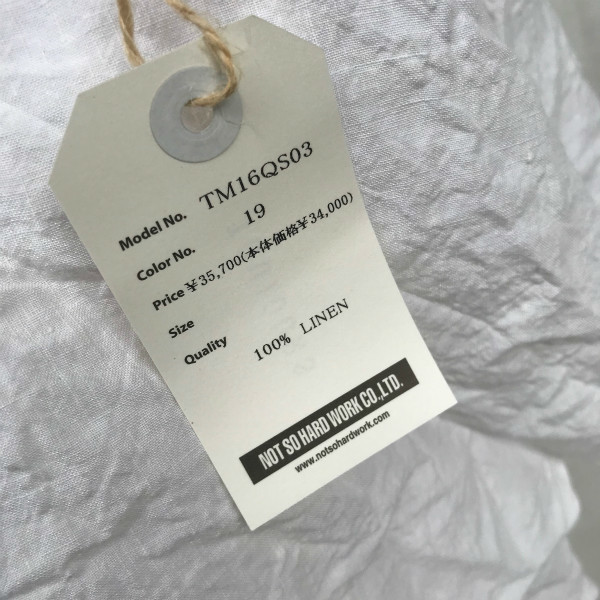 Model No. TM16QS03
Color No. 19
Price ¥35,700(本体価格¥34,000)
Size
Quality 100% LINEN
NOT SO HARD WORK CO.,LTD.
www.notsohardwork.com